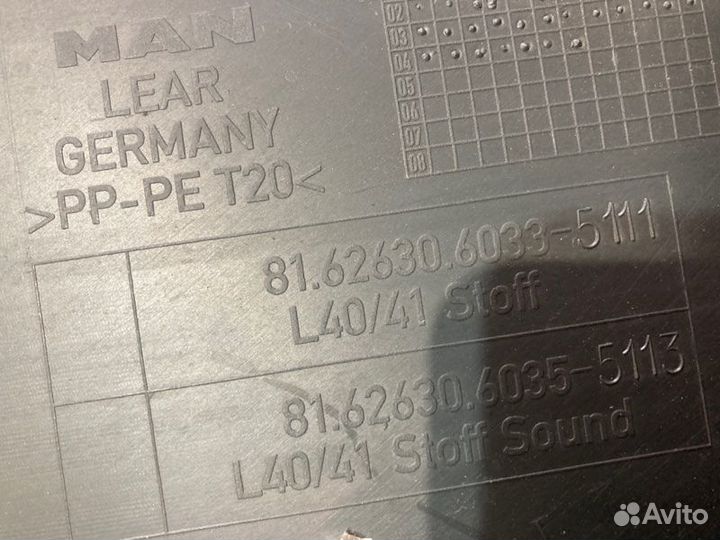 MAN
LEAR
GERMANY
>PP-PE T20<
02
03
04
05
06
07
08
81.62630.6033-5111
L40/41 Stoff
81.62630.6035-5113
L40/41 Stoff Sound
Avito